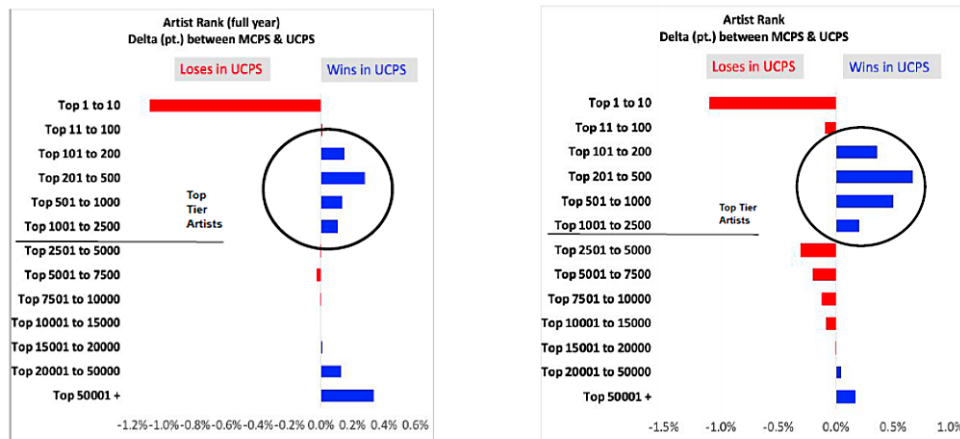 Artist Rank (full year)
Delta (pt.) between MCPS & UCPS
Loses in UCPS
Wins in UCPS
Top 1 to 10
Top 11 to 100
Top 101 to 200
Top 201 to 500
Top 501 to 1000
Top 1001 to 2500
Top
Tier
Artists
Top 2501 to 5000
Top 5001 to 7500
Top 7501 to 10000
Top 10001 to 15000
Top 15001 to 20000
Top 20001 to 50000
Top 50001 +
-1.2%-1.0%-0.8%-0.6%-0.4%-0.2% 0.0% 0.2% 0.4% 0.6%
Artist Rank
Delta (pt.) between MCPS & UCPS
Loses in UCPS
Wins in UCPS
Top 1 to 10
Top 11 to 100
Top 101 to 200
Top 201 to 500
Top 501 to 1000
Top 1001 to 2500
Top Tier
Artists
Top 2501 to 5000
Top 5001 to 7500
Top 7501 to 10000
Top 10001 to 15000
Top 15001 to 20000
Top 20001 to 50000
Top 50001 +
-1.5% -1.0% -0.5% 0.0% 0.5% 1.0%